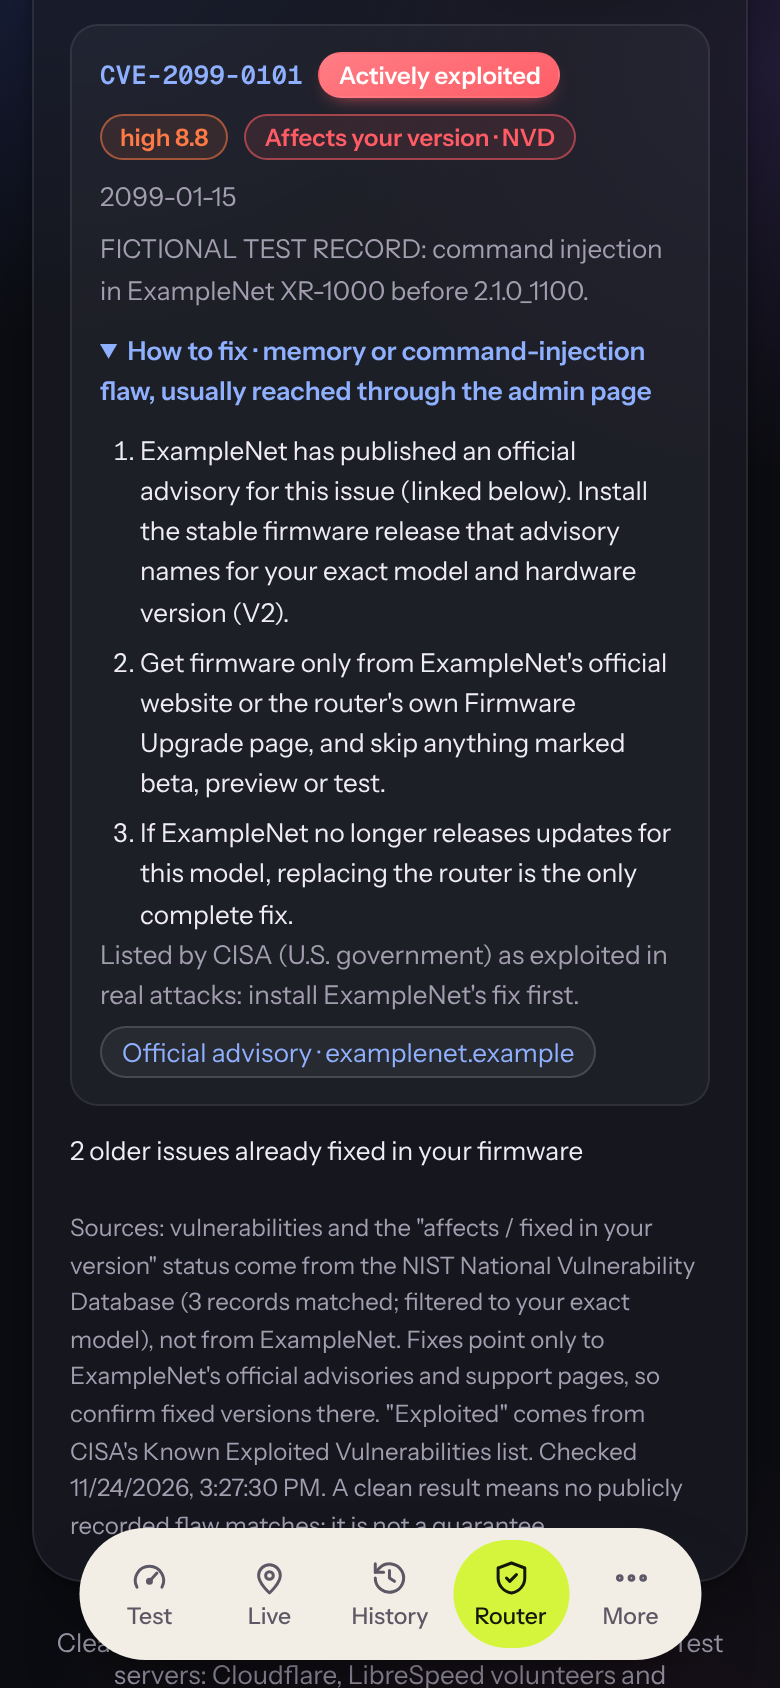 CVE-2099-0101 Actively exploited
high 8.8 Affects your version · NVD
2099-01-15
FICTIONAL TEST RECORD: command injection
in ExampleNet XR-1000 before 2.1.0_1100.
▼ How to fix · memory or command-injection
flaw, usually reached through the admin page
1. ExampleNet has published an official
advisory for this issue (linked below). Install
the stable firmware release that advisory
names for your exact model and hardware
version (V2).
2. Get firmware only from ExampleNet's official
website or the router's own Firmware
Upgrade page, and skip anything marked
beta, preview or test.
3. If ExampleNet no longer releases updates for
this model, replacing the router is the only
complete fix.
Listed by CISA (U.S. government) as exploited in
real attacks: install ExampleNet's fix first.
Official advisory · examplenet.example
2 older issues already fixed in your firmware
Sources: vulnerabilities and the "affects / fixed in your
version" status come from the NIST National Vulnerability
Database (3 records matched; filtered to your exact
model), not from ExampleNet. Fixes point only to
ExampleNet's official advisories and support pages, so
confirm fixed versions there. "Exploited" comes from
CISA's Known Exploited Vulnerabilities list. Checked
11/24/2026, 3:27:30 PM. A clean result means no publicly
recorded flaw matches; it is not a guarantee.
Test Live History Router More
servers: Cloudflare, LibreSpeed volunteers and